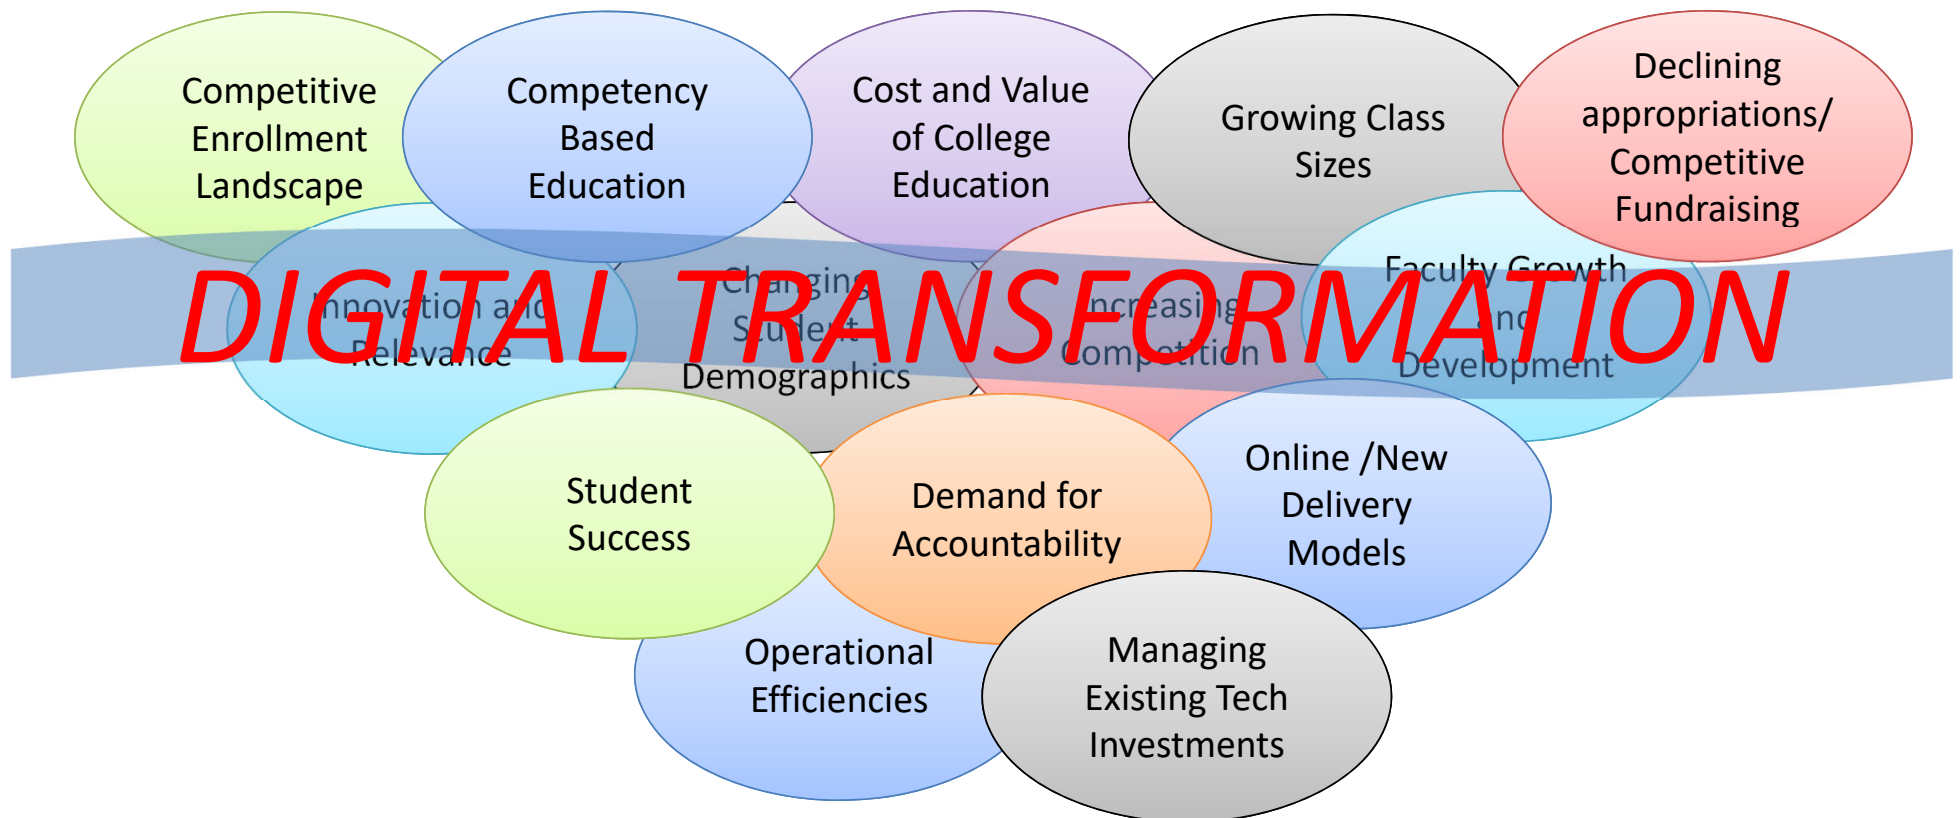 Competitive
Enrollment
Landscape
Competency
Based
Education
Cost and Value
of College
Education
Growing Class
Sizes
Declining
appropriations/
Competitive
Fundraising
Innovation and
Relevance
Changing
Student
Demographics
Increasing
Competition
Faculty Growth
and
Development
DIGITAL TRANSFORMATION
Student
Success
Demand for
Accountability
Online /New
Delivery
Models
Operational
Efficiencies
Managing
Existing Tech
Investments